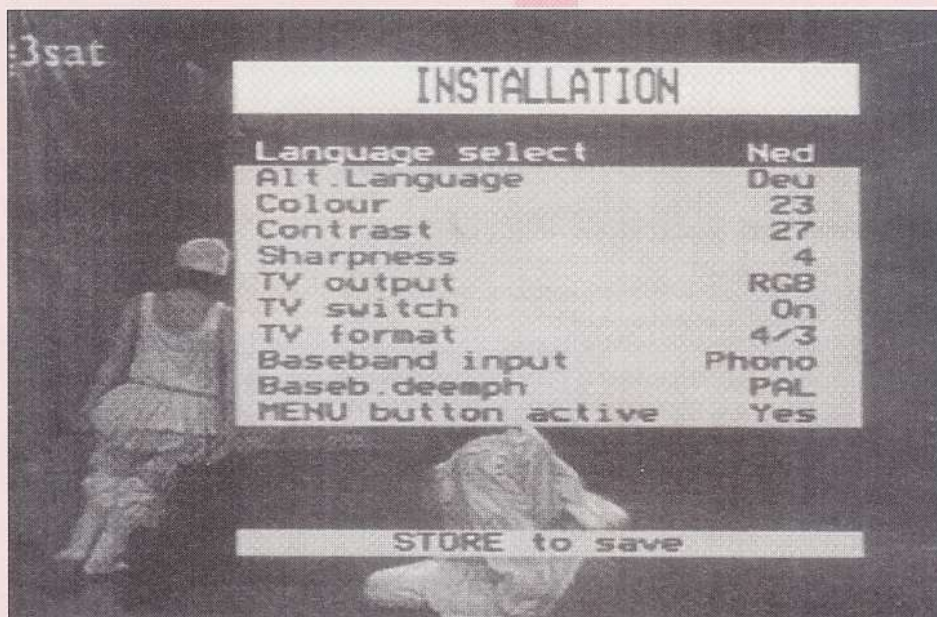 :3sat
INSTALLATION
Language select Ned
Alt.Language Deu
Colour 23
Contrast 27
Sharpness 4
TV output RGB
TV switch On
TV format 4/3
Baseband input Phono
Baseb.deemph PAL
MENU button active Yes
STORE to save